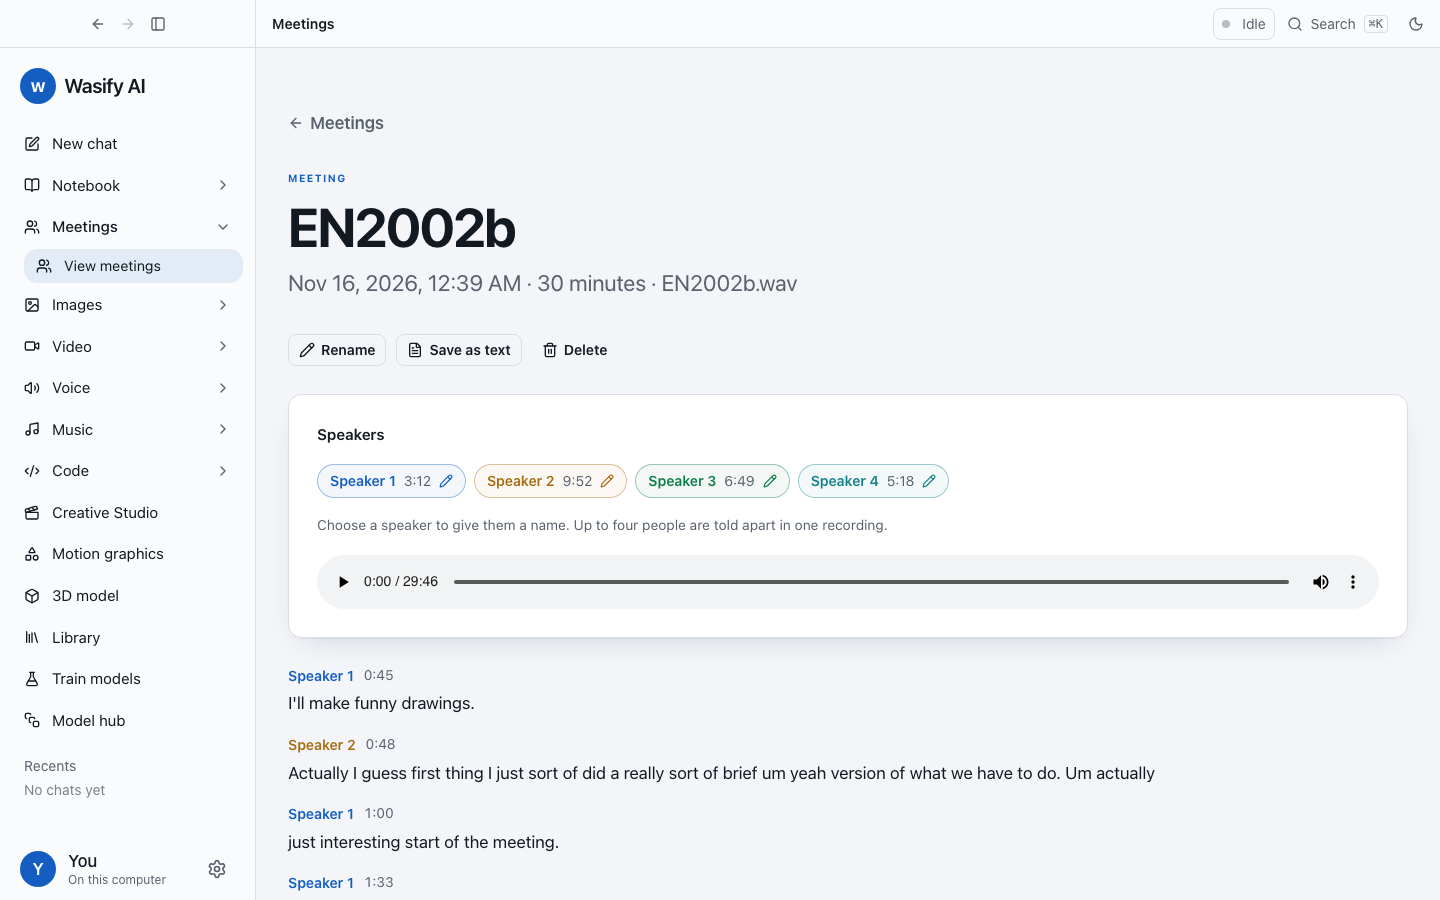 Meetings
Idle
Search ⌘K
W
Wasify AI
New chat
Notebook
Meetings
View meetings
Images
Video
Voice
Music
Code
Creative Studio
Motion graphics
3D model
Library
Train models
Model hub
Recents
No chats yet
Y
You
On this computer
Meetings
MEETING
EN2002b
Nov 16, 2026, 12:39 AM · 30 minutes · EN2002b.wav
Rename
Save as text
Delete
Speakers
Speaker 1 3:12
Speaker 2 9:52
Speaker 3 6:49
Speaker 4 5:18
Choose a speaker to give them a name. Up to four people are told apart in one recording.
0:00 / 29:46
Speaker 1 0:45
I'll make funny drawings.
Speaker 2 0:48
Actually I guess first thing I just sort of did a really sort of brief um yeah version of what we have to do. Um actually
Speaker 1 1:00
just interesting start of the meeting.
Speaker 1 1:33